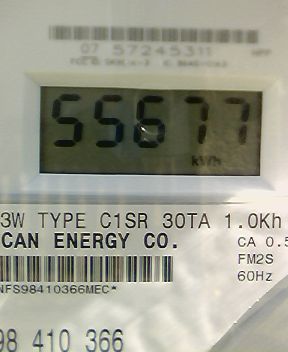 07 57245311
55677
kWh
3W TYPE C1SR 30TA 1.0Kh
CAN ENERGY CO.
CA 0.5
FM2S
60Hz
NFS98410366MEC*
98 410 366